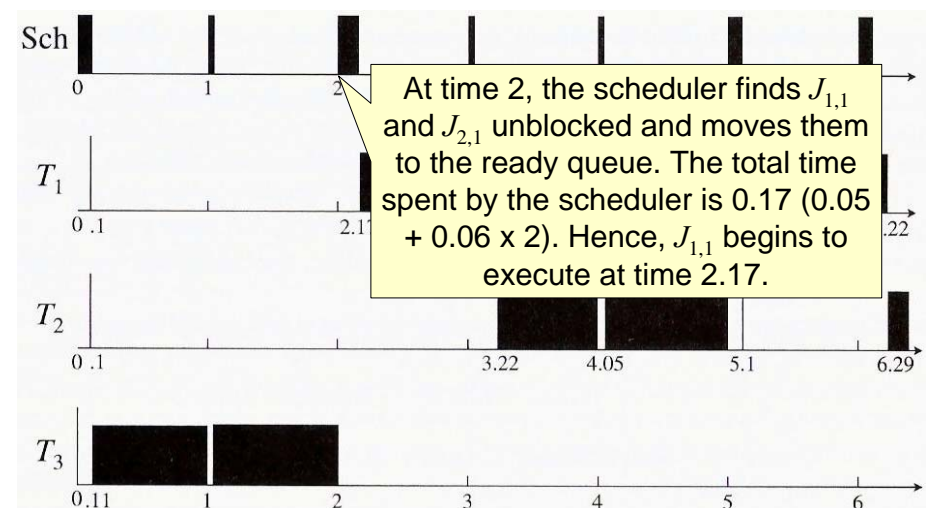 Sch
0 1 2
At time 2, the scheduler finds J1,1
and J2,1 unblocked and moves them
to the ready queue. The total time
spent by the scheduler is 0.17 (0.05
+ 0.06 x 2). Hence, J1,1 begins to
execute at time 2.17.
T1
0 .1 2.17 .22
T2
0 .1 3.22 4.05 5.1 6.29
T3
0.11 1 2 3 4 5 6